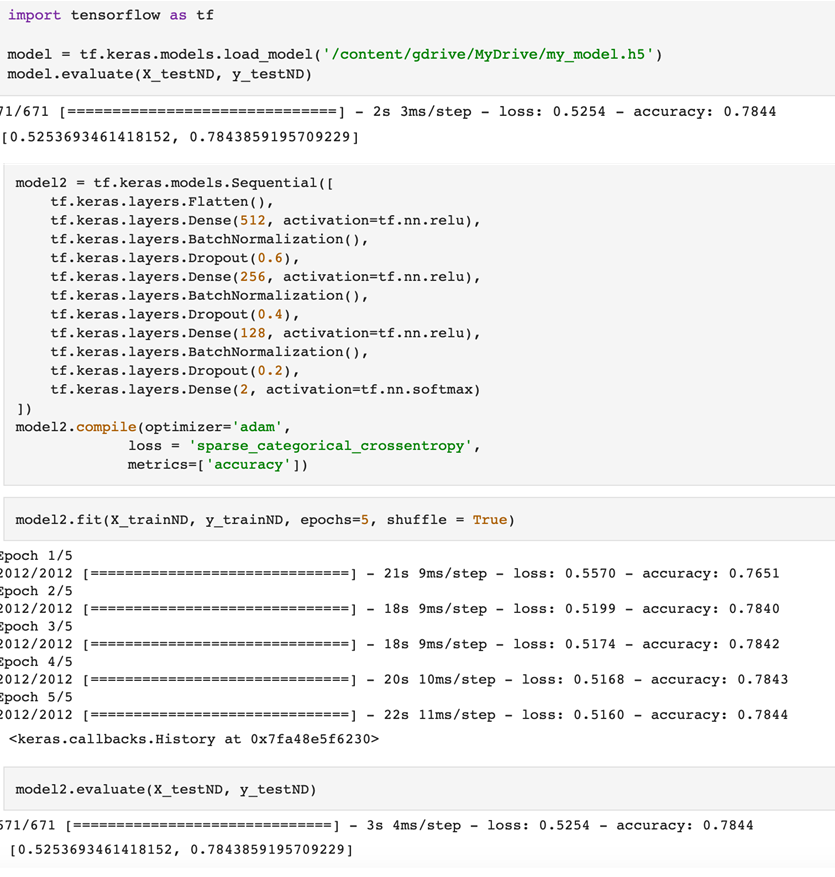 import tensorflow as tf
model = tf.keras.models.load_model('/content/gdrive/MyDrive/my_model.h5')
model.evaluate(X_testND, y_testND)
71/671 [==============================] - 2s 3ms/step - loss: 0.5254 - accuracy: 0.7844
[0.5253693461418152, 0.7843859195709229]
model2 = tf.keras.models.Sequential([
    tf.keras.layers.Flatten(),
    tf.keras.layers.Dense(512, activation=tf.nn.relu),
    tf.keras.layers.BatchNormalization(),
    tf.keras.layers.Dropout(0.6),
    tf.keras.layers.Dense(256, activation=tf.nn.relu),
    tf.keras.layers.BatchNormalization(),
    tf.keras.layers.Dropout(0.4),
    tf.keras.layers.Dense(128, activation=tf.nn.relu),
    tf.keras.layers.BatchNormalization(),
    tf.keras.layers.Dropout(0.2),
    tf.keras.layers.Dense(2, activation=tf.nn.softmax)
])
model2.compile(optimizer='adam',
             loss = 'sparse_categorical_crossentropy',
             metrics=['accuracy'])
model2.fit(X_trainND, y_trainND, epochs=5, shuffle = True)
Epoch 1/5
2012/2012 [==============================] - 21s 9ms/step - loss: 0.5570 - accuracy: 0.7651
Epoch 2/5
2012/2012 [==============================] - 18s 9ms/step - loss: 0.5199 - accuracy: 0.7840
Epoch 3/5
2012/2012 [==============================] - 18s 9ms/step - loss: 0.5174 - accuracy: 0.7842
Epoch 4/5
2012/2012 [==============================] - 20s 10ms/step - loss: 0.5168 - accuracy: 0.7843
Epoch 5/5
2012/2012 [==============================] - 22s 11ms/step - loss: 0.5160 - accuracy: 0.7844
<keras.callbacks.History at 0x7fa48e5f6230>
model2.evaluate(X_testND, y_testND)
671/671 [==============================] - 3s 4ms/step - loss: 0.5254 - accuracy: 0.7844
[0.5253693461418152, 0.7843859195709229]